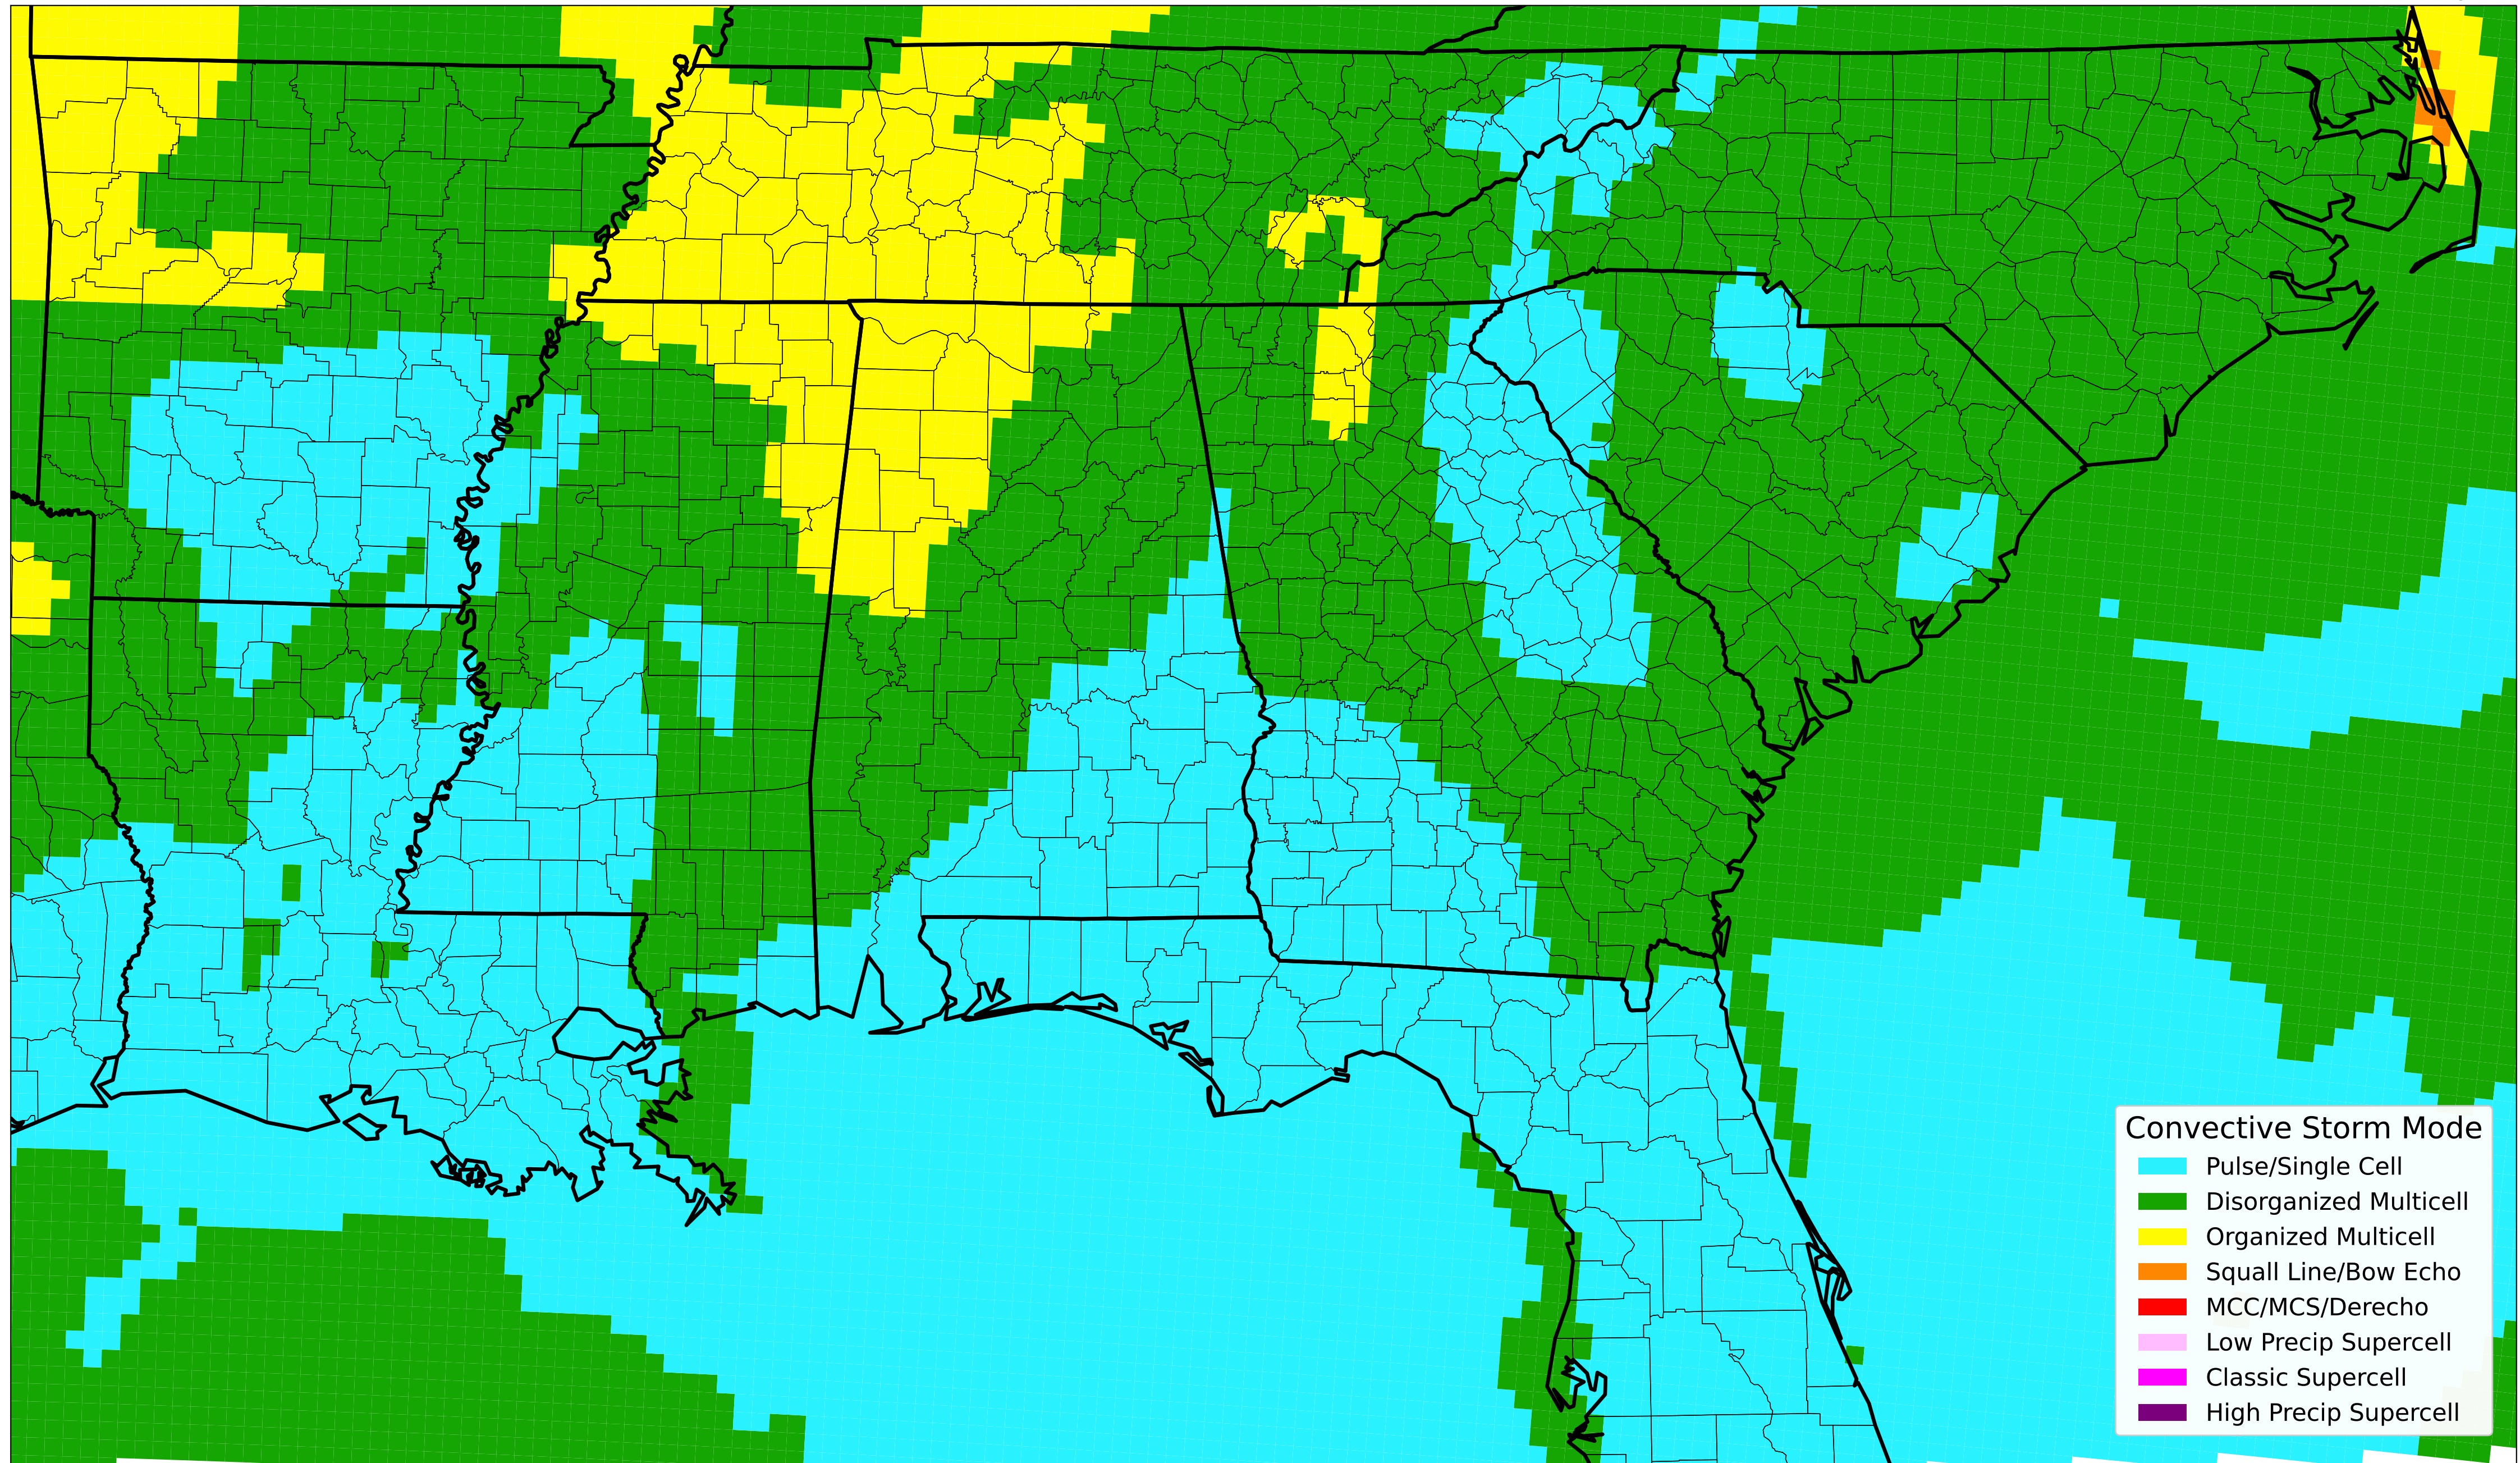 Convective Storm Mode
Pulse/Single Cell
Disorganized Multicell
Organized Multicell
Squall Line/Bow Echo
MCC/MCS/Derecho
Low Precip Supercell
Classic Supercell
High Precip Supercell